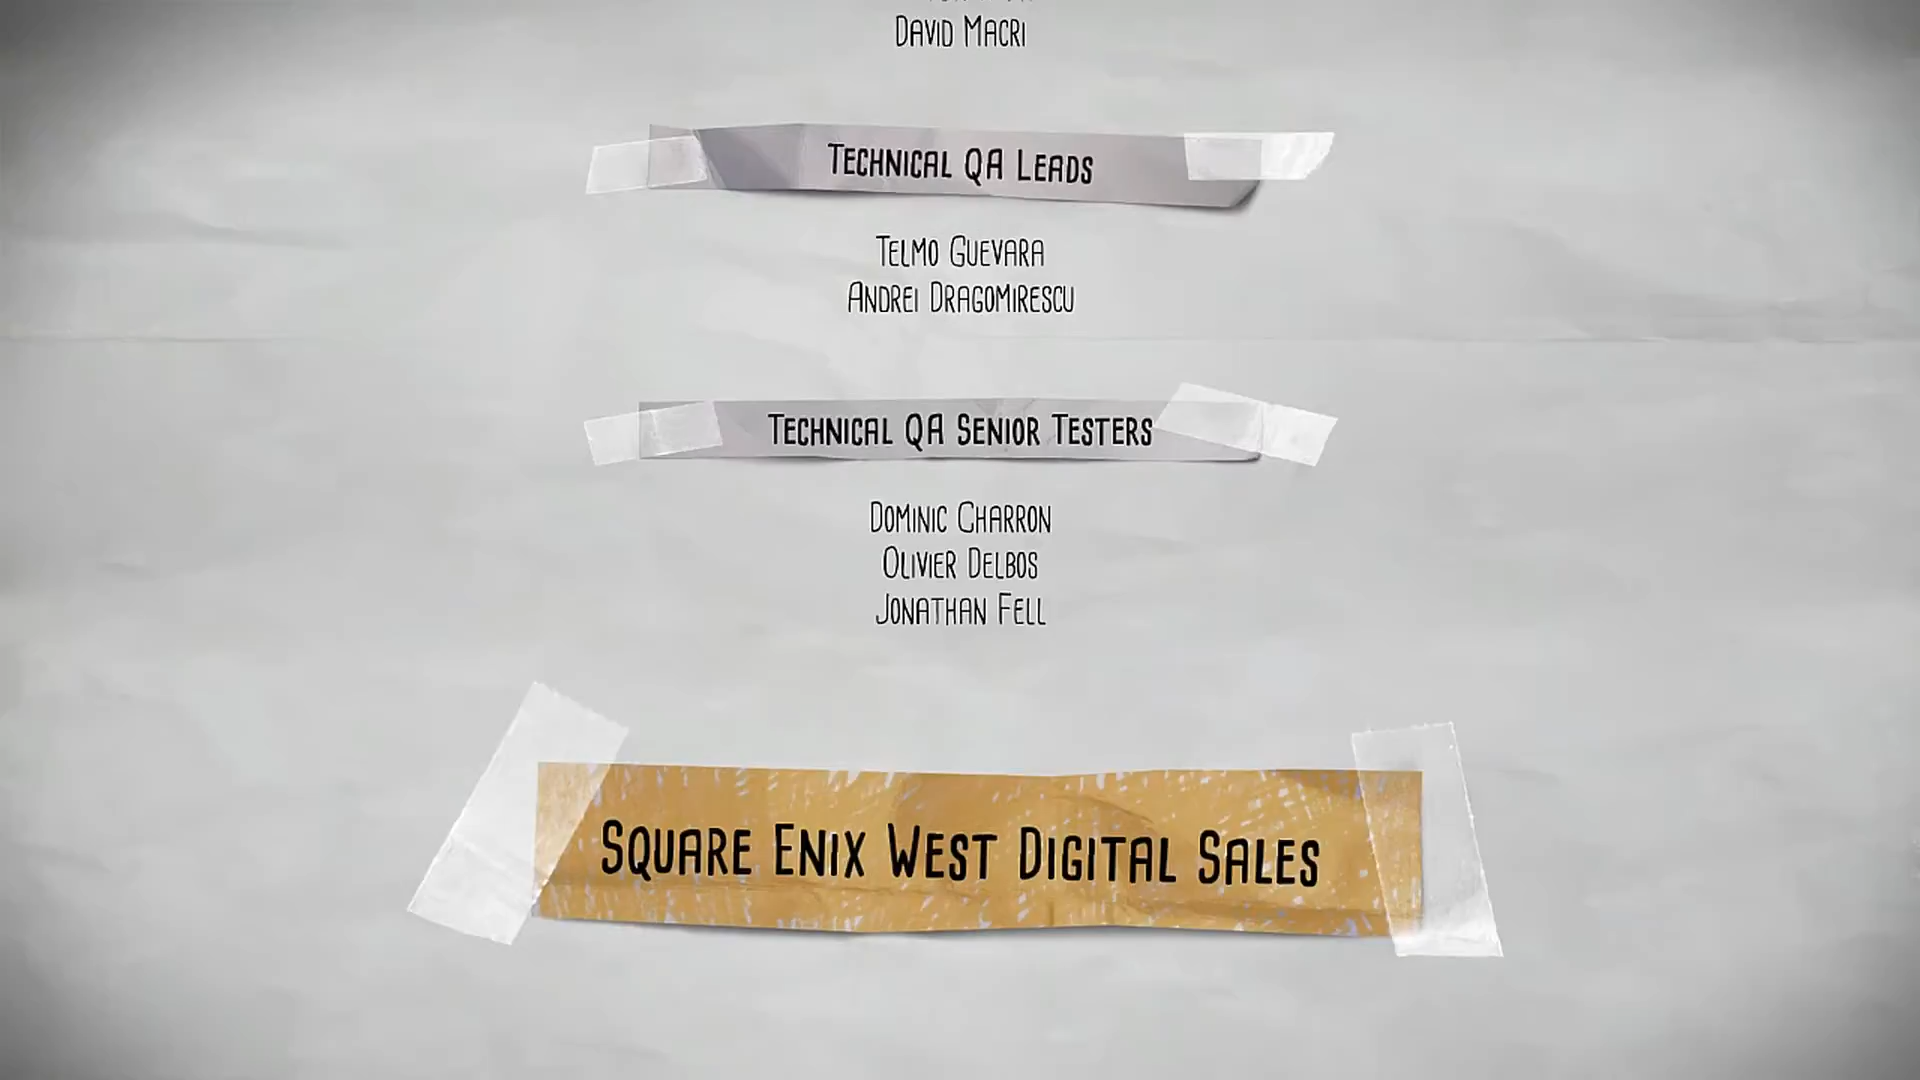 David Macri
Technical QA Leads
Telmo Guevara
Andrei Dragomirescu
Technical QA Senior Testers
Dominic Charron
Olivier Delbos
Jonathan Fell
Square Enix West Digital Sales